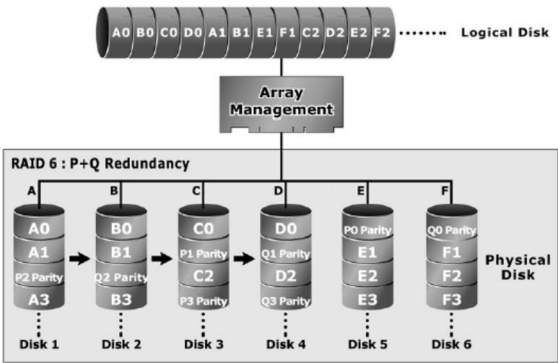 A0 B0 C0 D0 A1 B1 E1 F1 C2 D2 E2 F2
Logical Disk
Array
Management
RAID 6 : P+Q Redundancy
A B C D E F
A0 B0 C0 D0 P0 Parity Q0 Parity
A1 B1 P1 Parity Q1 Parity E1 F1
P2 Parity Q2 Parity C2 D2 E2 F2
A3 B3 P3 Parity Q3 Parity E3 F3
Physical
Disk
Disk 1 Disk 2 Disk 3 Disk 4 Disk 5 Disk 6